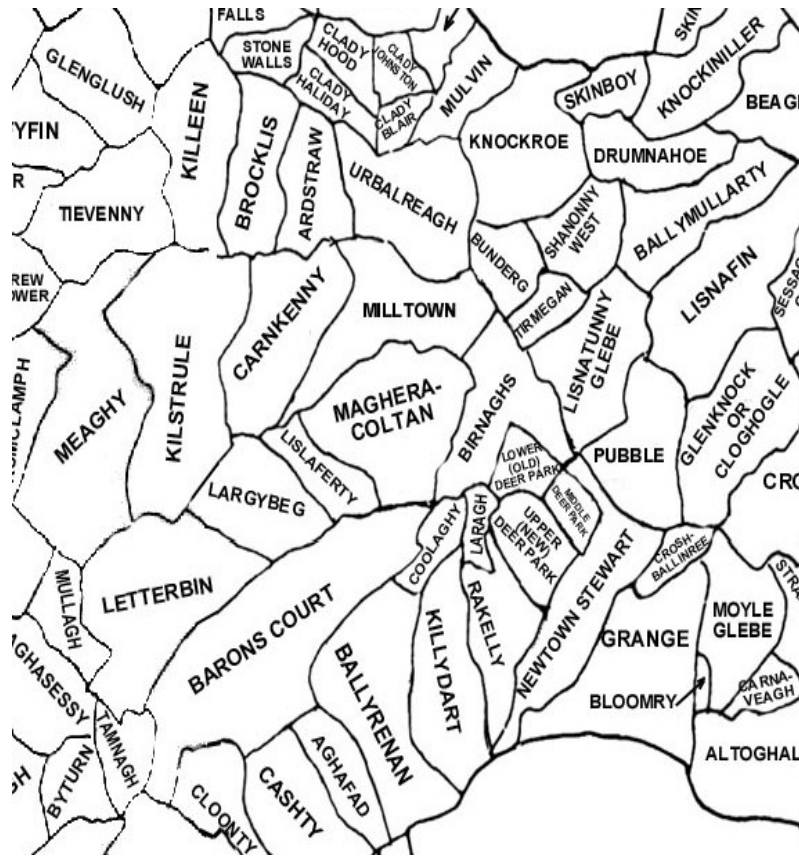 FALLS
STONE
WALLS
CLADY
HOOD
CLADY
JOHNSTON
CLADY
HALIDAY
CLADY
BLAIR
MULVIN
SKINBOY
KNOCKINILLER
GLENGLUSH
KILLEEN
BROCKLIS
ARDSTRAW
URBALREAGH
KNOCKROE
DRUMNAHOE
TIEVENNY
BUNDERG
SHANONNY
WEST
BALLYMULLARTY
LISNAFIN
TIRMEGAN
CARNKENNY
MILLTOWN
LISNATUNNY
GLEBE
MEAGHY
KILSTRULE
MAGHERA-
COLTAN
BIRNAGHS
PUBBLE
GLENKNOCK
OR
CLOGHOGLE
LISLAFERTY
LARGYBEG
LOWER
(OLD)
DEER PARK
MIDDLE
DEER PARK
UPPER
(NEW)
DEER PARK
COOLAGHY
LARAGH
CROSH-
BALLINREE
MULLAGH
LETTERBIN
BARONS COURT
RAKELLY
NEWTOWN STEWART
KILLYDART
GRANGE
MOYLE
GLEBE
BALLYRENAN
BLOOMRY
CARNA-
VEAGH
AGHASESSY
TAMNAGH
BYTURN
AGHAFAD
CASHTY
CLOONTY
ALTOGHAL